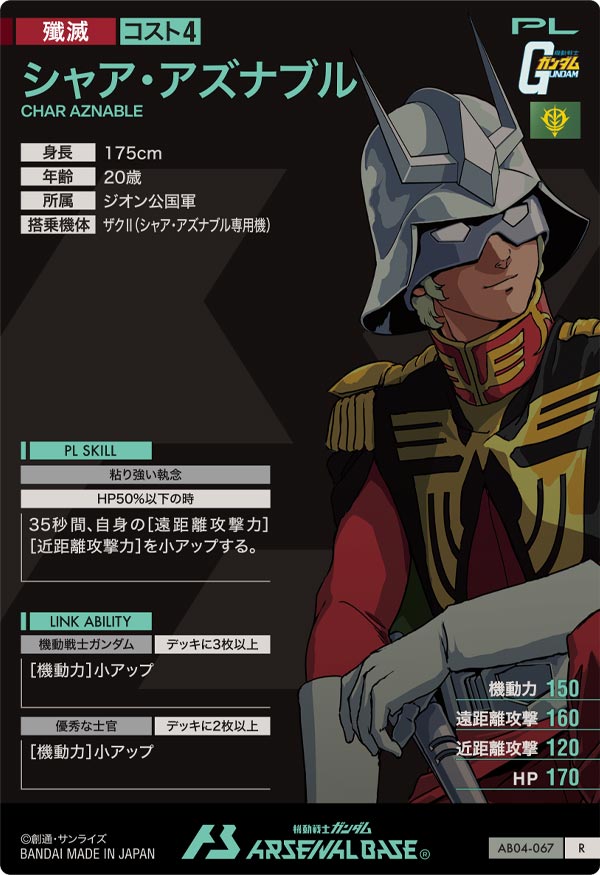 殲滅 コスト4 PL
シャア・アズナブル
CHAR AZNABLE
機動戦士
ガンダム
GUNDAM
身長 175cm
年齢 20歳
所属 ジオン公国軍
搭乗機体 ザクⅡ(シャア・アズナブル専用機)
PL SKILL
粘り強い執念
HP50%以下の時
35秒間、自身の[遠距離攻撃力]
[近距離攻撃力]を小アップする。
LINK ABILITY
機動戦士ガンダム デッキに3枚以上
[機動力]小アップ
優秀な士官 デッキに2枚以上
[機動力]小アップ
機動力 150
遠距離攻撃 160
近距離攻撃 120
HP 170
©創通・サンライズ
BANDAI MADE IN JAPAN
機動戦士ガンダム
AB ARSENAL BASE®
AB04-067 R